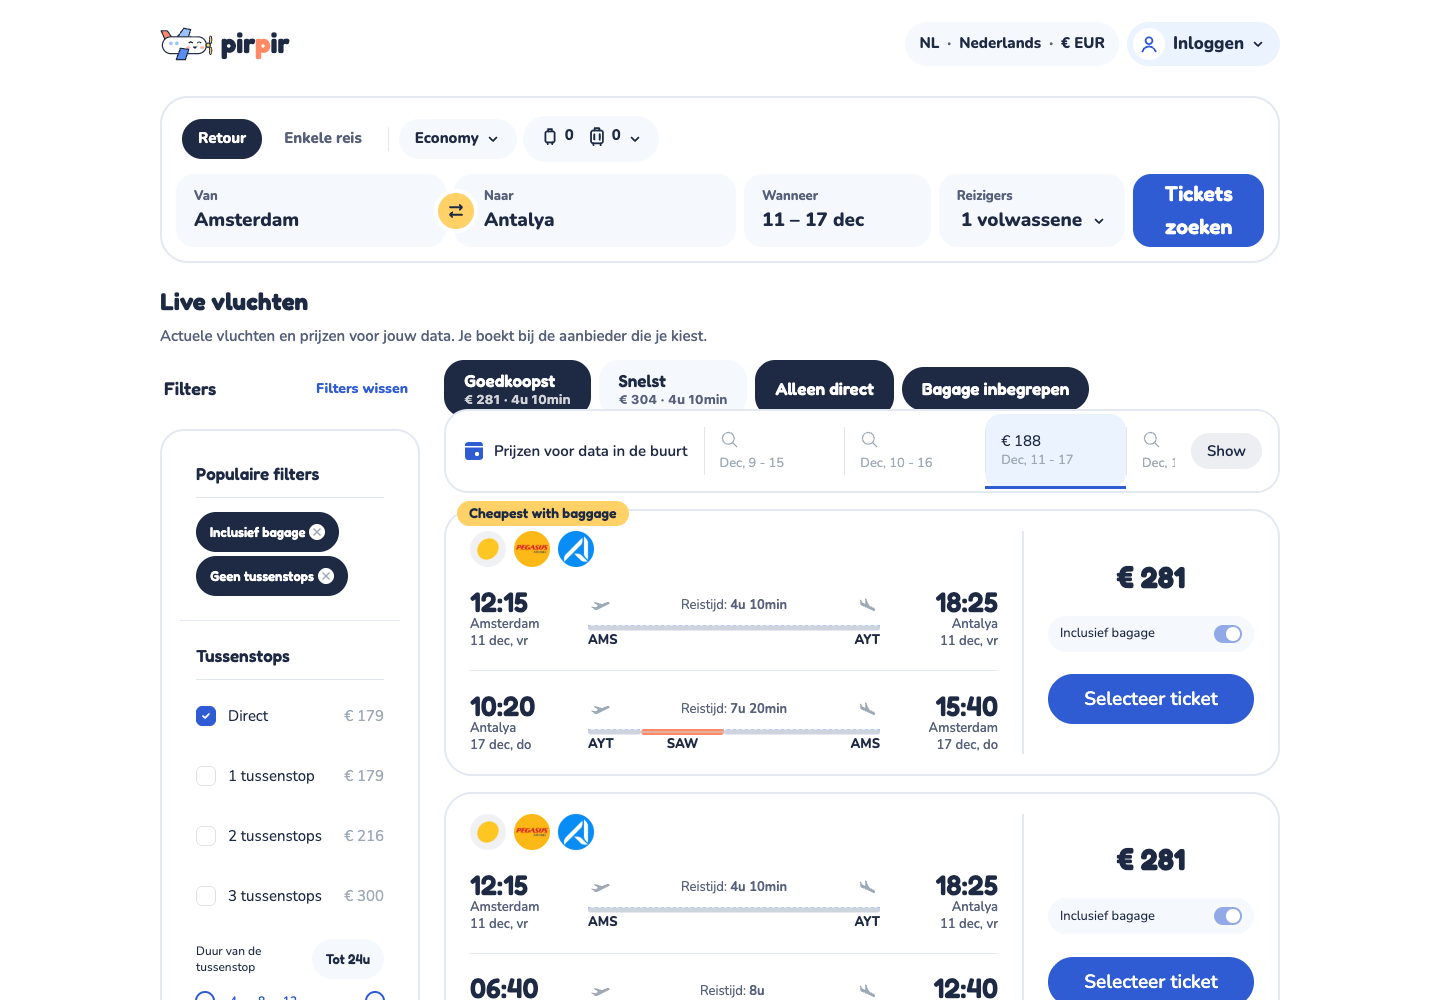 pirpir
NL · Nederlands · € EUR
Inloggen
Retour
Enkele reis
Economy
0
0
Van
Amsterdam
Naar
Antalya
Wanneer
11 – 17 dec
Reizigers
1 volwassene
Tickets
zoeken
Live vluchten
Actuele vluchten en prijzen voor jouw data. Je boekt bij de aanbieder die je kiest.
Filters
Filters wissen
Goedkoopst
€ 281 · 4u 10min
Snelst
€ 304 · 4u 10min
Alleen direct
Bagage inbegrepen
Prijzen voor data in de buurt
Dec, 9 - 15
Dec, 10 - 16
€ 188
Dec, 11 - 17
Dec,
Show
Populaire filters
Inclusief bagage
Geen tussenstops
Tussenstops
Direct
€ 179
1 tussenstop
€ 179
2 tussenstops
€ 216
3 tussenstops
€ 300
Duur van de
tussenstop
Tot 24u
Cheapest with baggage
PEGASUS
12:15
Amsterdam
11 dec, vr
Reistijd: 4u 10min
AMS
AYT
18:25
Antalya
11 dec, vr
10:20
Antalya
17 dec, do
Reistijd: 7u 20min
AYT
SAW
AMS
15:40
Amsterdam
17 dec, do
€ 281
Inclusief bagage
Selecteer ticket
PEGASUS
12:15
Amsterdam
11 dec, vr
Reistijd: 4u 10min
AMS
AYT
18:25
Antalya
11 dec, vr
06:40
Reistijd: 8u
12:40
€ 281
Inclusief bagage
Selecteer ticket